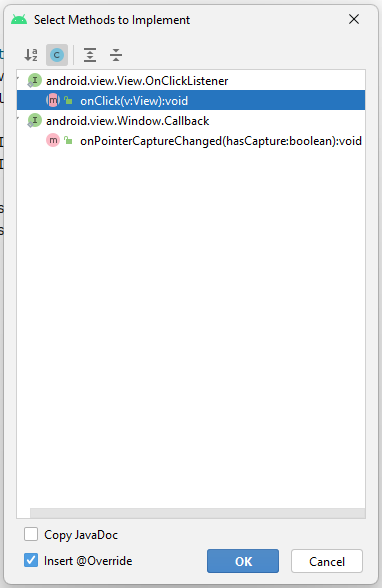 Select Methods to Implement
android.view.View.OnClickListener
onClick(v:View):void
android.view.Window.Callback
onPointerCaptureChanged(hasCapture:boolean):void
Copy JavaDoc
Insert @Override
OK
Cancel